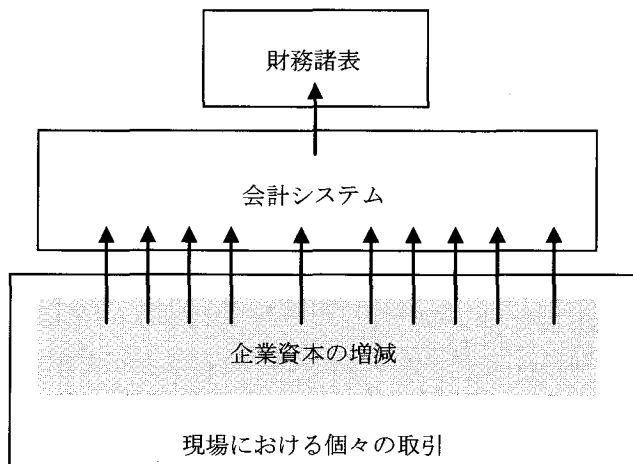 財務諸表
会計システム
企業資本の増減
現場における個々の取引